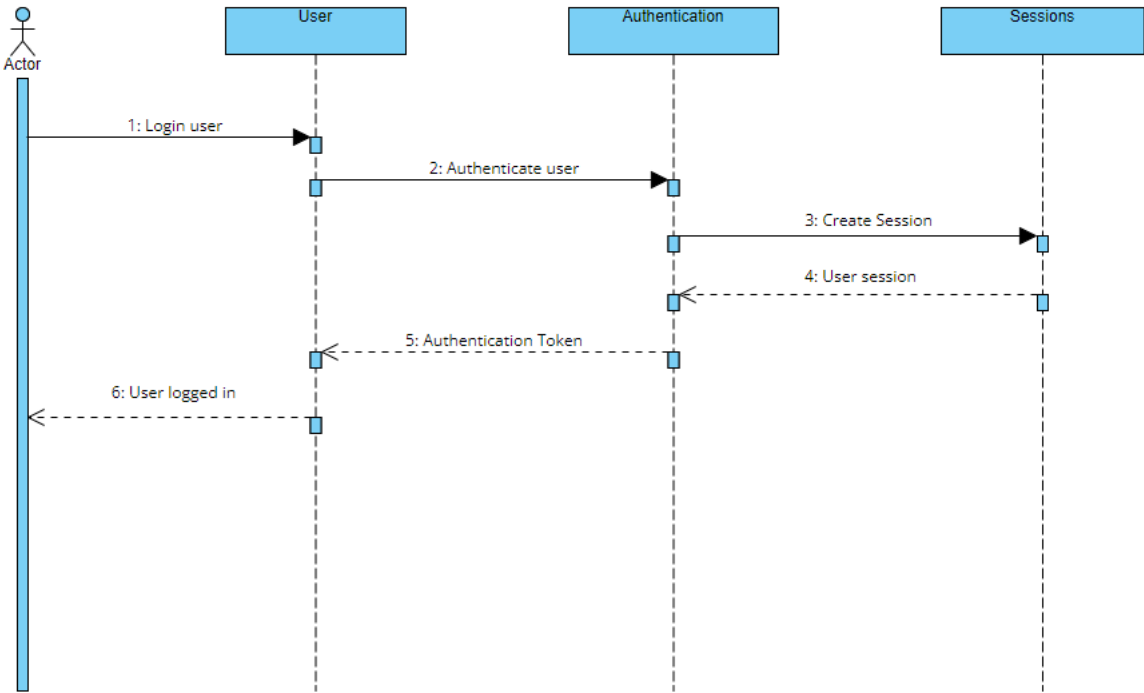 User
Authentication
Sessions
Actor
1: Login user
2: Authenticate user
3: Create Session
4: User session
5: Authentication Token
6: User logged in